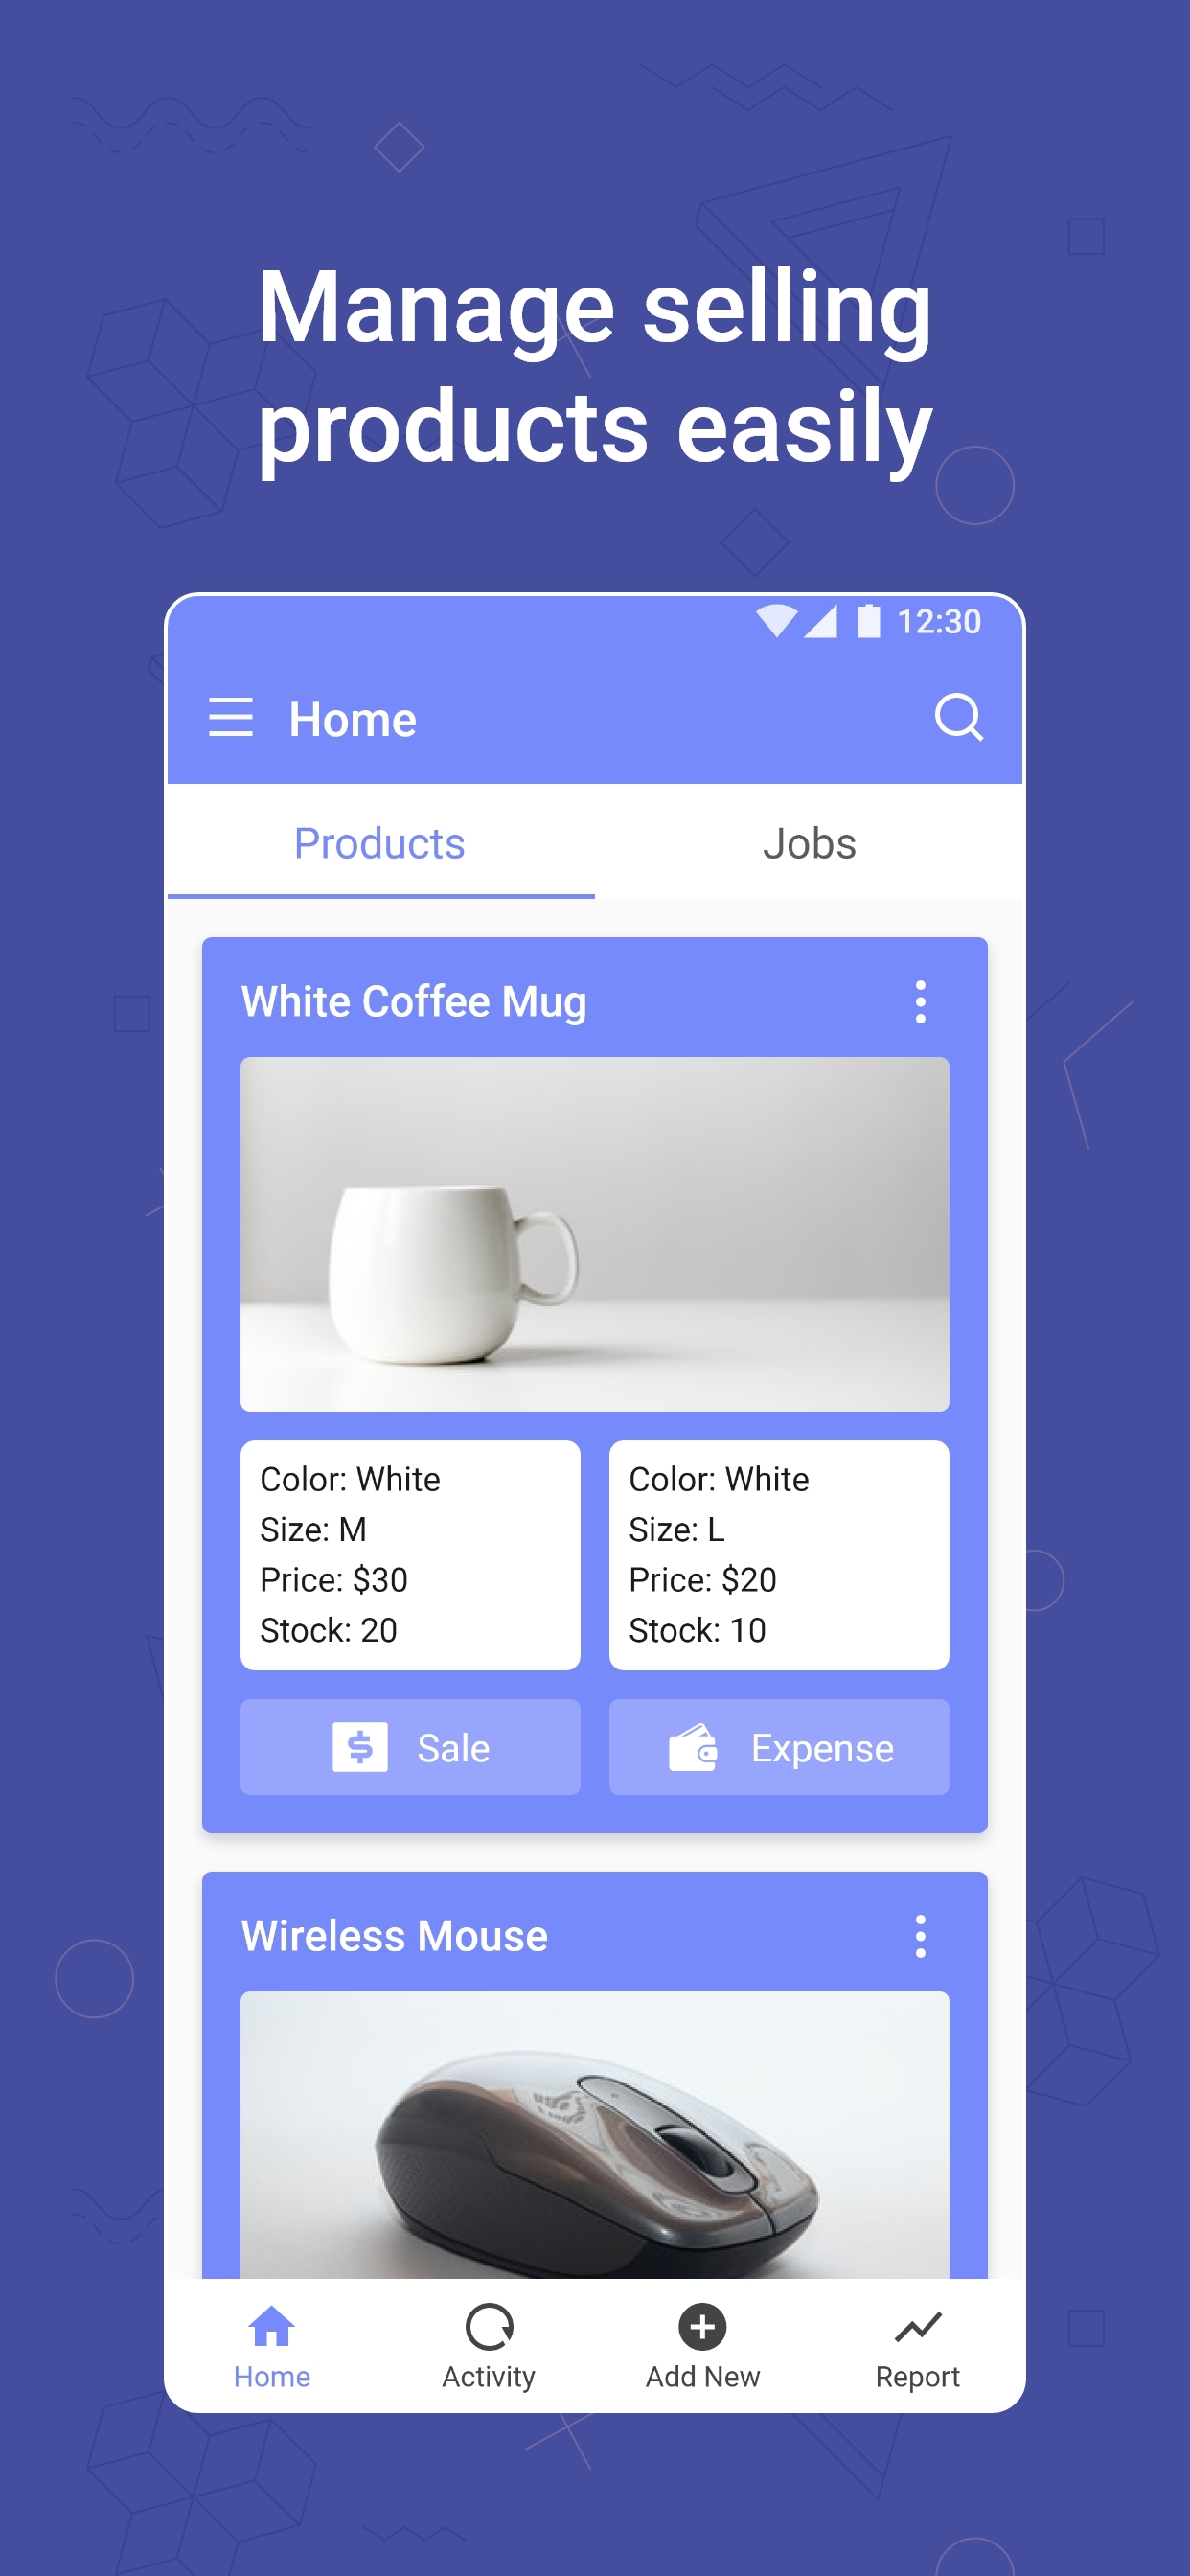 Manage selling
products easily
12:30
Home
Products
Jobs
White Coffee Mug
Color: White
Size: M
Price: $30
Stock: 20
Color: White
Size: L
Price: $20
Stock: 10
Sale
Expense
Wireless Mouse
Home
Activity
Add New
Report